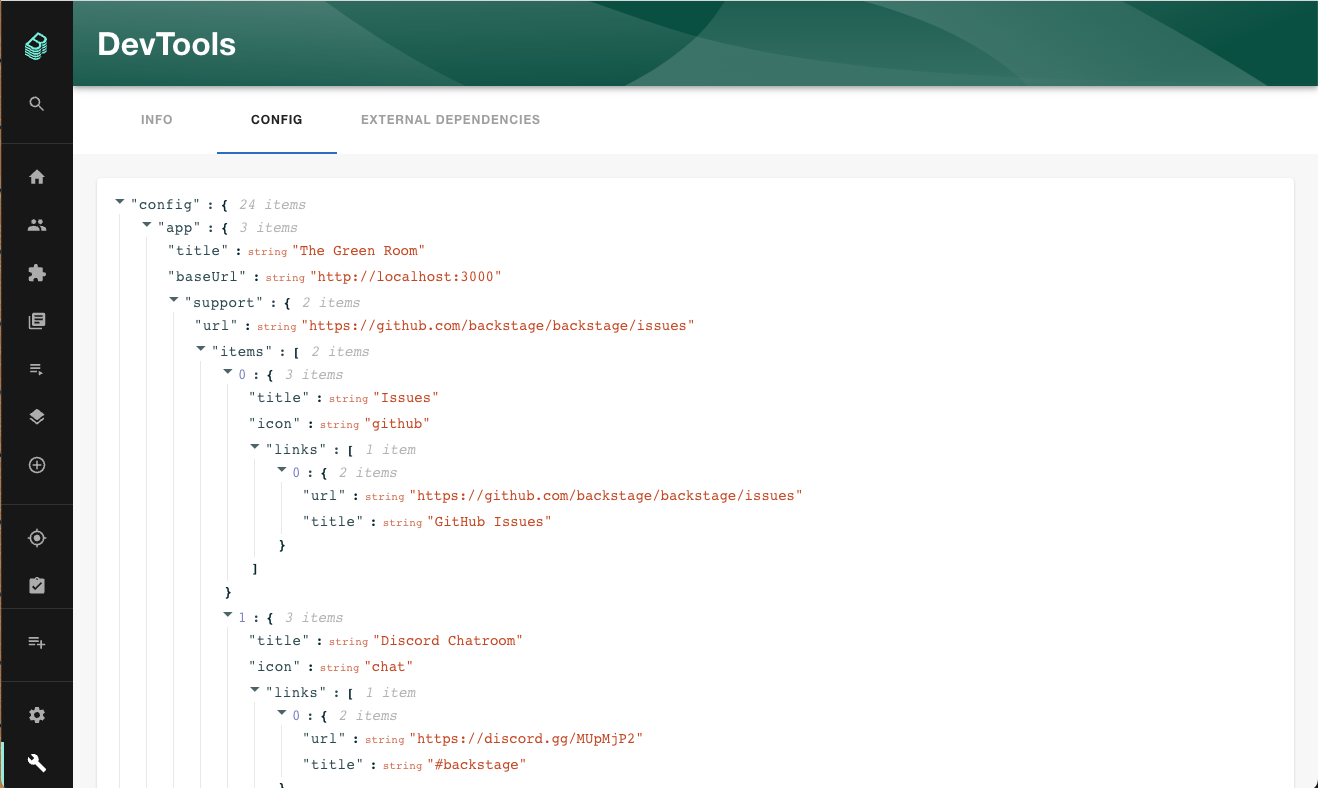 DevTools
INFO CONFIG EXTERNAL DEPENDENCIES
"config" : { 24 items
"app" : { 3 items
"title" : string "The Green Room"
"baseUrl" : string "http://localhost:3000"
"support" : { 2 items
"url" : string "https://github.com/backstage/backstage/issues"
"items" : [ 2 items
0 : { 3 items
"title" : string "Issues"
"icon" : string "github"
"links" : [ 1 item
0 : { 2 items
"url" : string "https://github.com/backstage/backstage/issues"
"title" : string "GitHub Issues"
}
]
}
1 : { 3 items
"title" : string "Discord Chatroom"
"icon" : string "chat"
"links" : [ 1 item
0 : { 2 items
"url" : string "https://discord.gg/MUpMjP2"
"title" : string "#backstage"
}